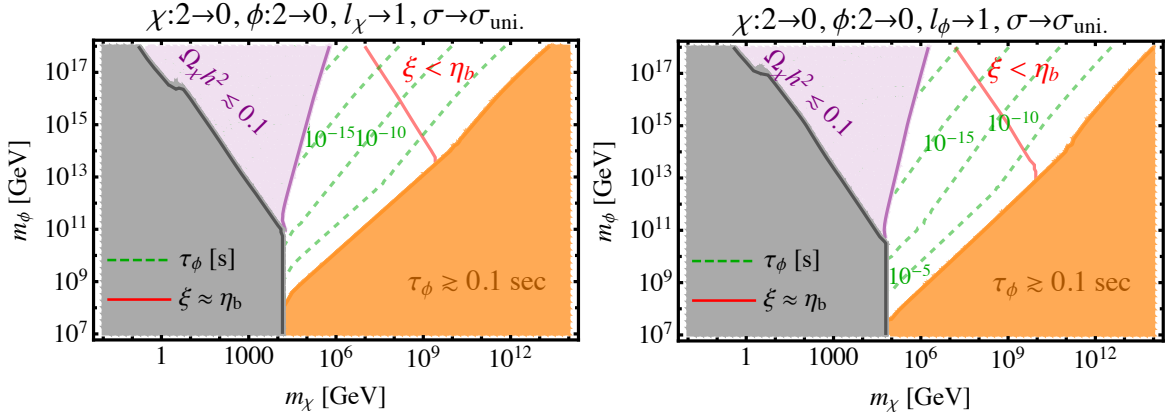 χ:2→0, ϕ:2→0, l_χ→1, σ→σ_uni.
10^17
10^15
10^13
10^11
10^9
10^7
m_ϕ [GeV]
Ω_χ h^2 ≲ 0.1
10^-15
10^-10
ξ < η_b
τ_ϕ [s]
ξ ≈ η_b
τ_ϕ ≳ 0.1 sec
1
1000
10^6
10^9
10^12
m_χ [GeV]
χ:2→0, ϕ:2→0, l_ϕ→1, σ→σ_uni.
10^17
10^15
10^13
10^11
10^9
10^7
m_ϕ [GeV]
Ω_χ h^2 ≲ 0.1
10^-15
10^-10
10^-5
ξ < η_b
τ_ϕ [s]
ξ ≈ η_b
τ_ϕ ≳ 0.1 sec
1
1000
10^6
10^9
10^12
m_χ [GeV]